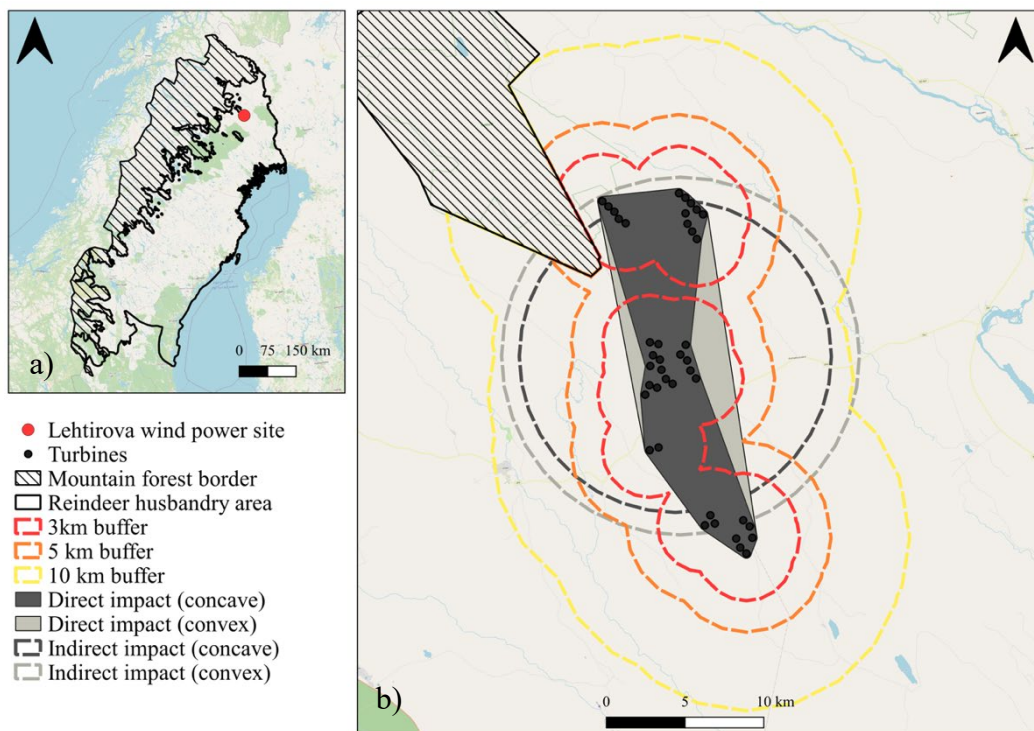 a)
0 75 150 km
Lehtirova wind power site
Turbines
Mountain forest border
Reindeer husbandry area
3km buffer
5 km buffer
10 km buffer
Direct impact (concave)
Direct impact (convex)
Indirect impact (concave)
Indirect impact (convex)
b)
0 5 10 km